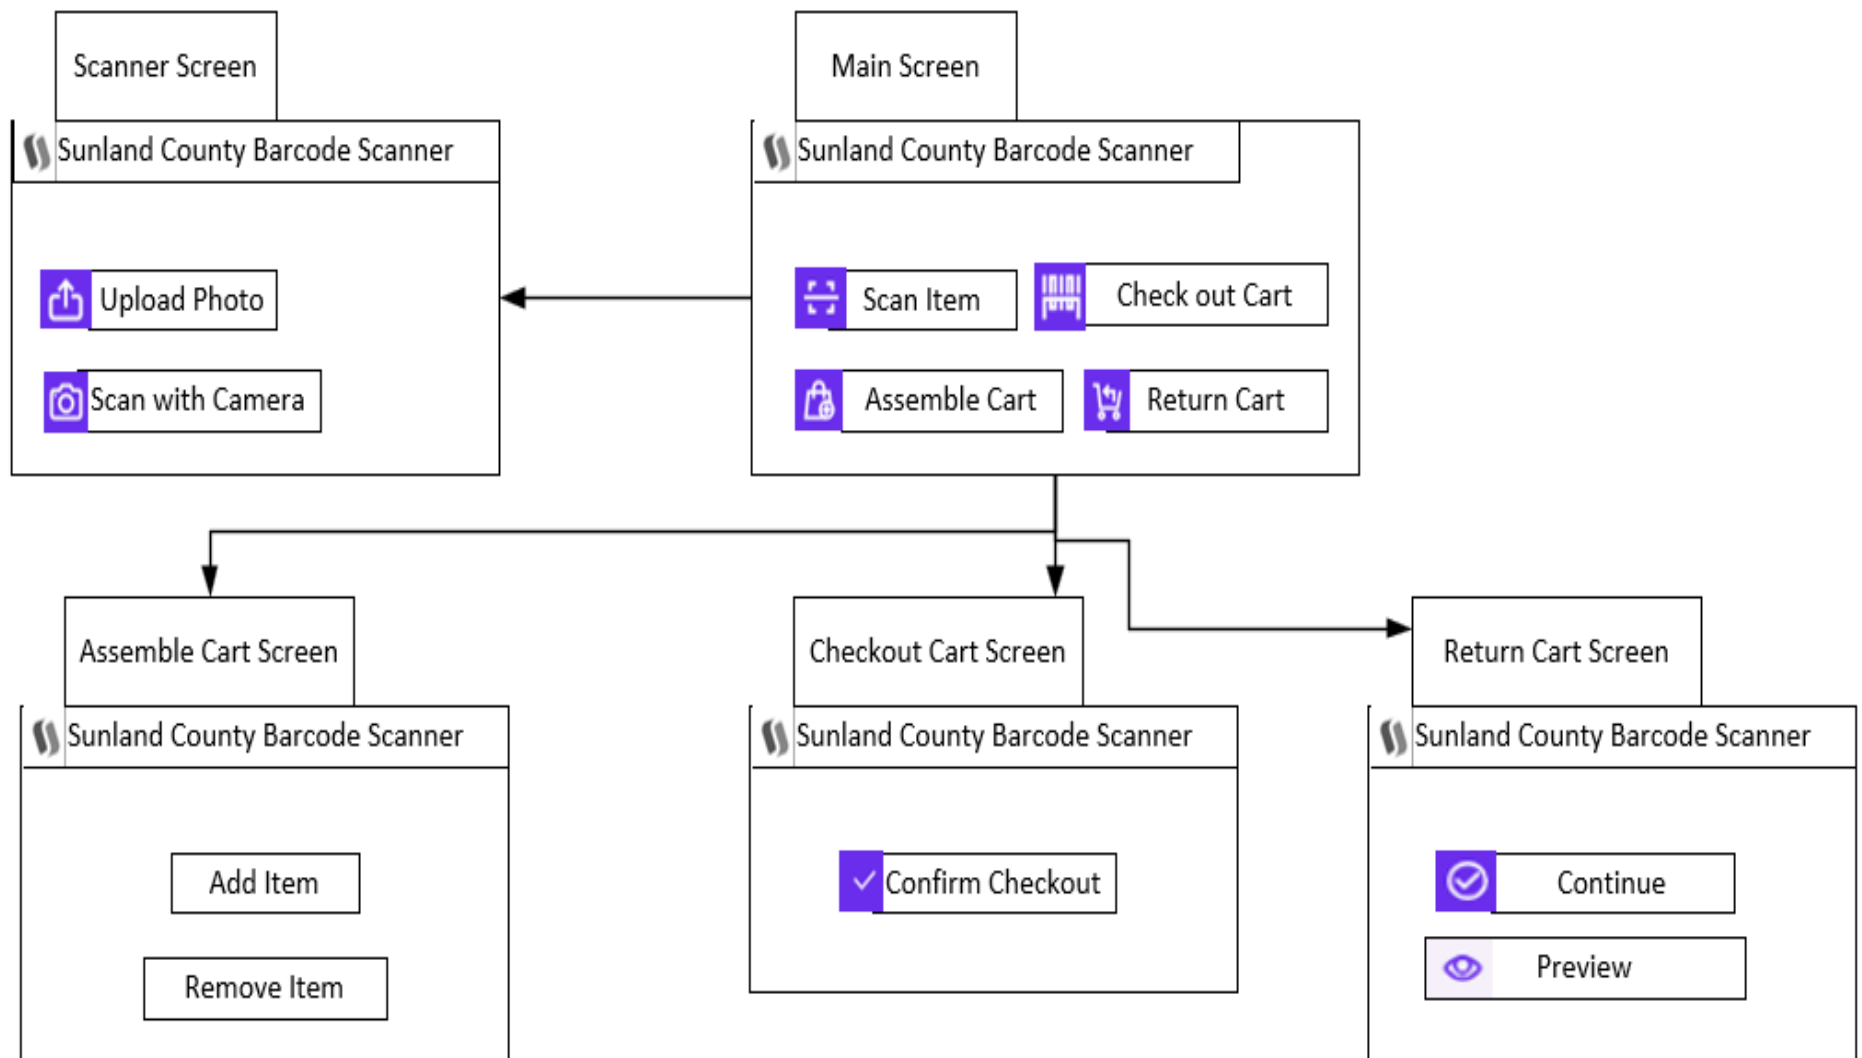 Scanner Screen
Main Screen
Sunland County Barcode Scanner
Sunland County Barcode Scanner
Upload Photo
Scan with Camera
Scan Item
Check out Cart
Assemble Cart
Return Cart
Assemble Cart Screen
Checkout Cart Screen
Return Cart Screen
Sunland County Barcode Scanner
Sunland County Barcode Scanner
Sunland County Barcode Scanner
Add Item
Remove Item
Confirm Checkout
Continue
Preview